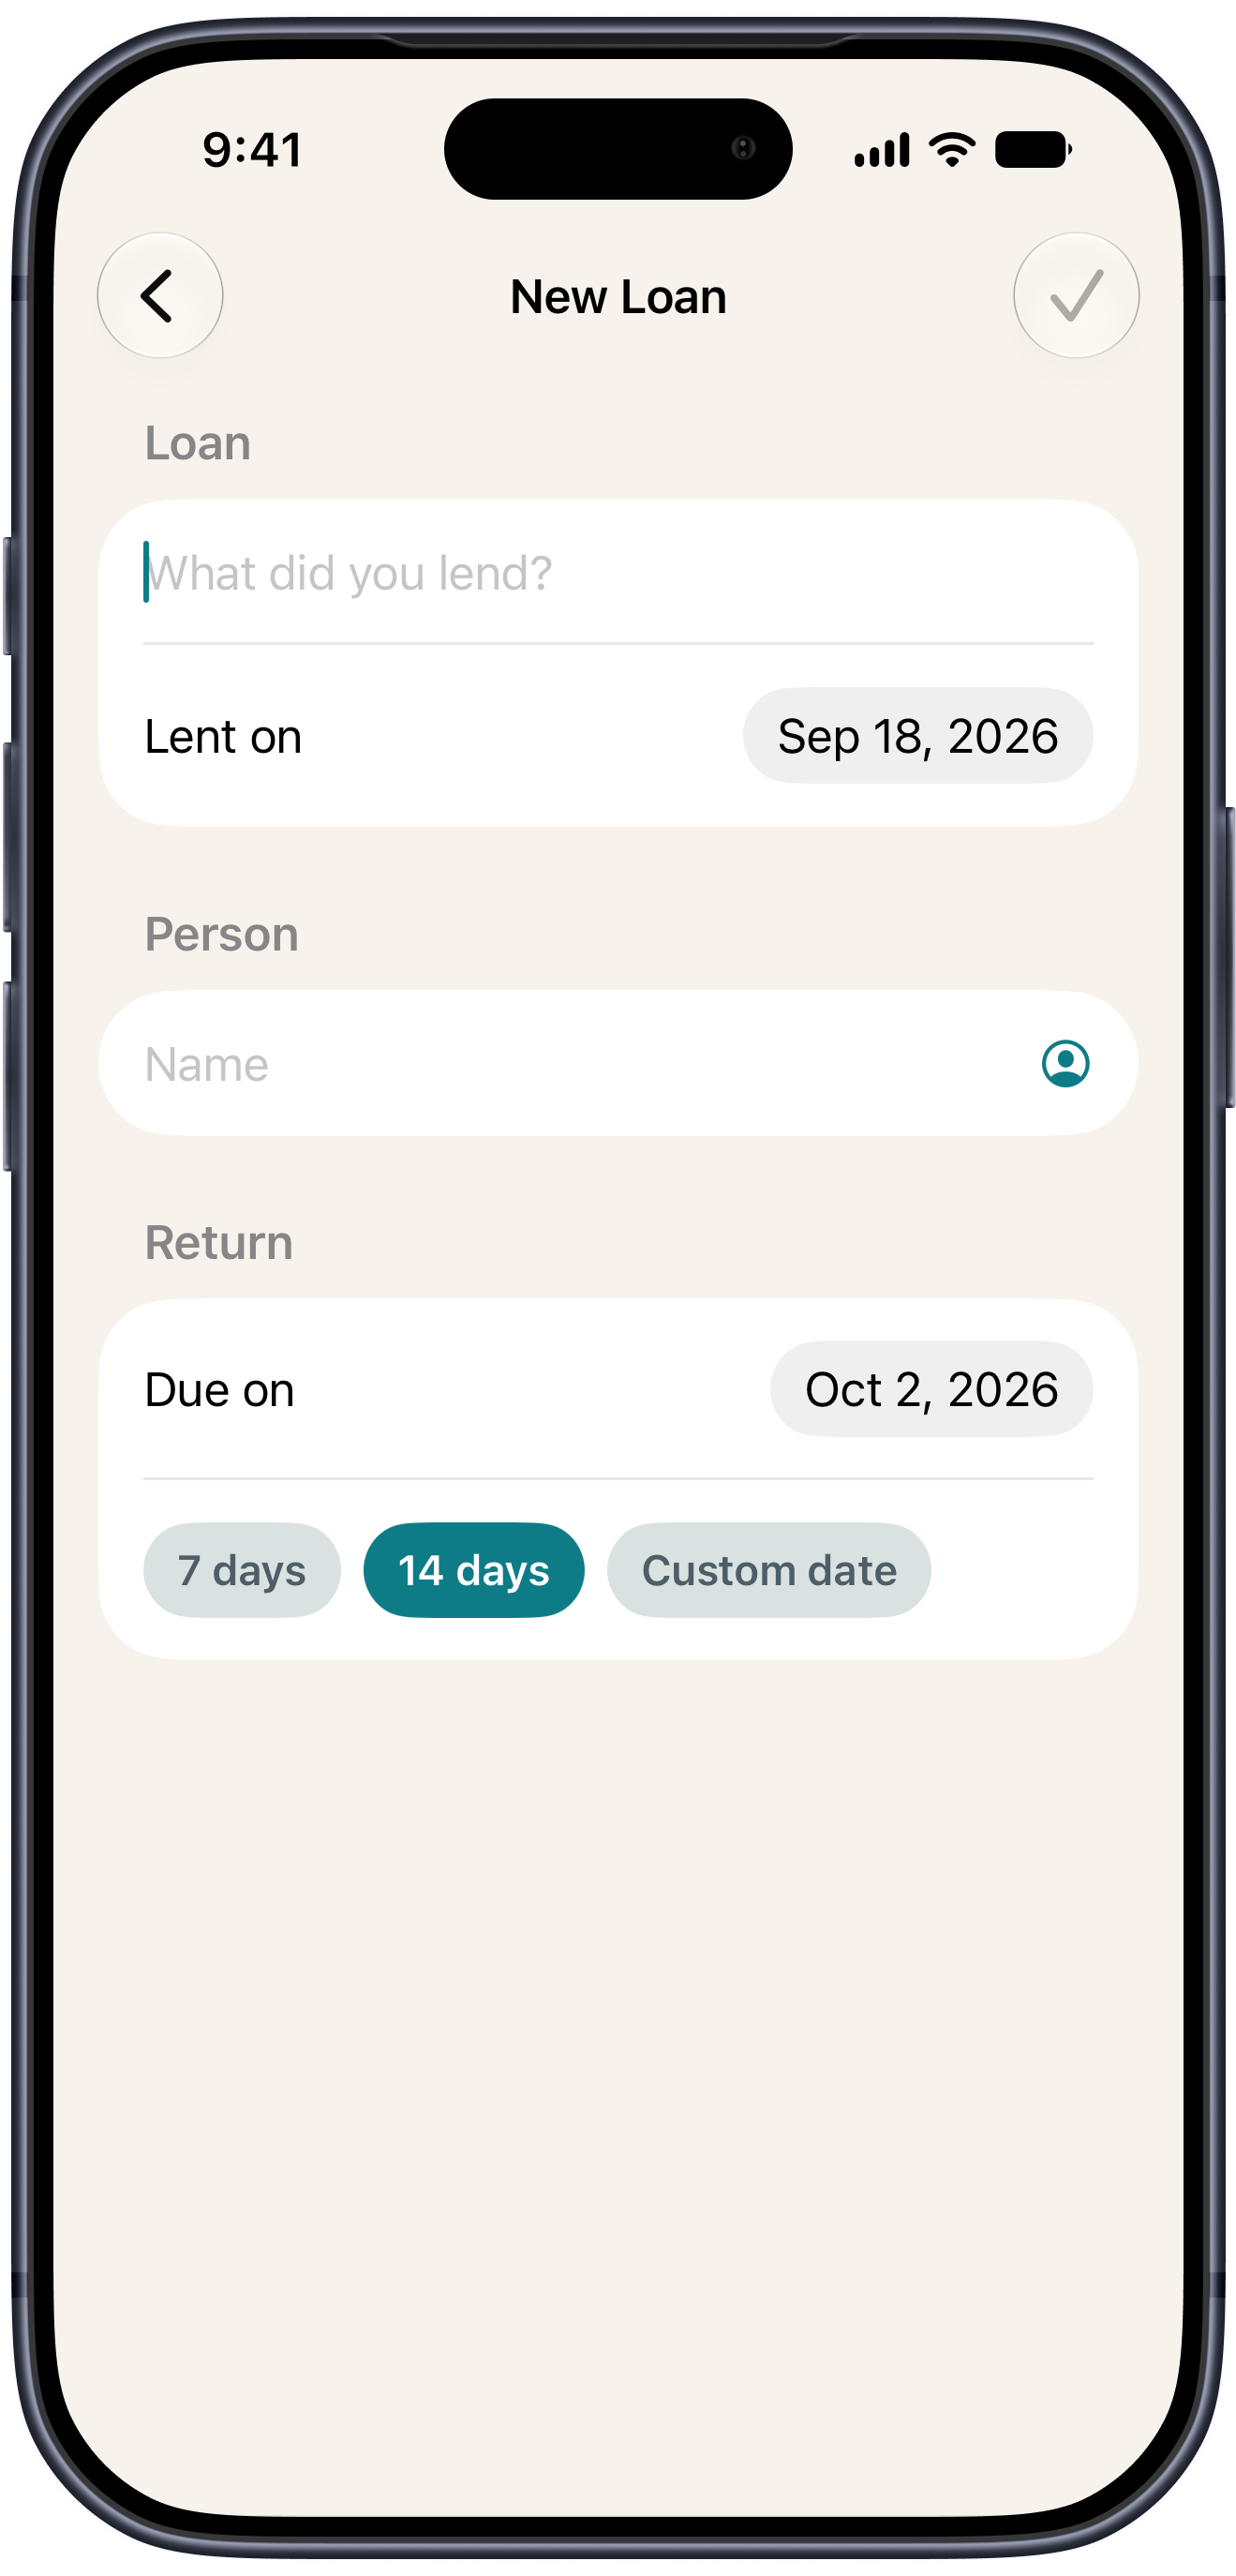 9:41
New Loan
Loan
What did you lend?
Lent on
Sep 18, 2026
Person
Name
Return
Due on
Oct 2, 2026
7 days
14 days
Custom date